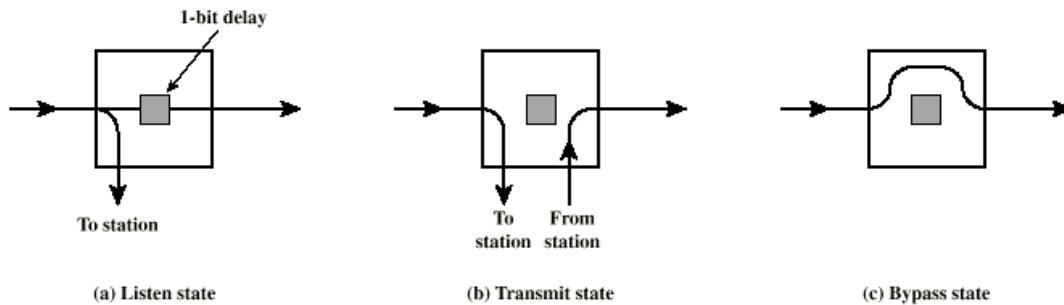 1-bit delay
To station
To
station
From
station
(a) Listen state
(b) Transmit state
(c) Bypass state